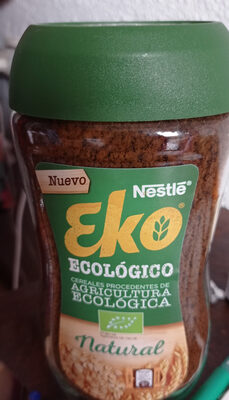 Nuevo
Nestlé®
Eko®
ECOLÓGICO
CEREALES PROCEDENTES DE
AGRICULTURA
ECOLÓGICA
Natural